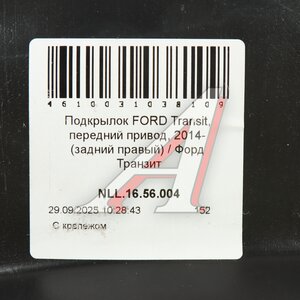 4610031038109
Подкрылок FORD Transit,
передний привод, 2014-
(задний правый) / Форд
Транзит
NLL.16.56.004
29.09.2025 10:28:43 152
С крепежом